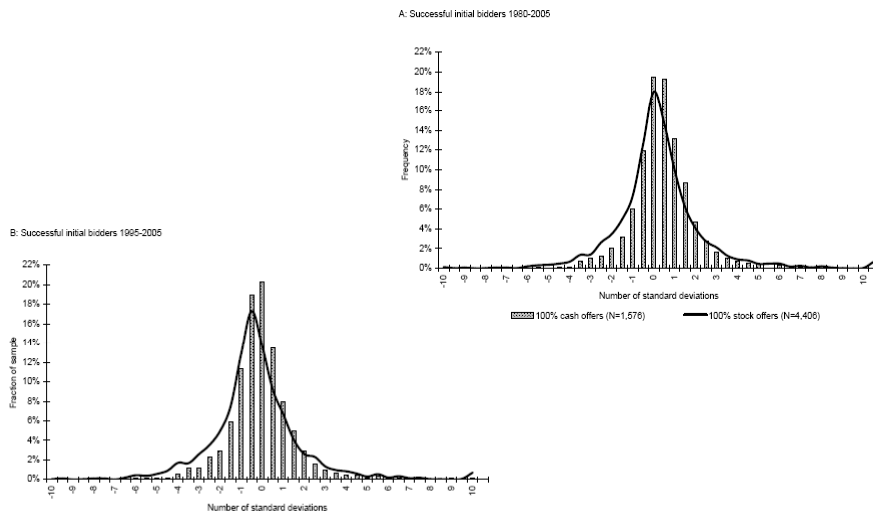 A: Successful initial bidders 1980-2005
22%
20%
18%
16%
14%
12%
10%
8%
6%
4%
2%
0%
Frequency
-10 -9 -8 -7 -6 -5 -4 -3 -2 -1 0 1 2 3 4 5 6 7 8 9 10
Number of standard deviations
100% cash offers (N=1,576) 100% stock offers (N=4,406)
B: Successful initial bidders 1995-2005
22%
20%
18%
16%
14%
12%
10%
8%
6%
4%
2%
0%
Fraction of sample
-10 -9 -8 -7 -6 -5 -4 -3 -2 -1 0 1 2 3 4 5 6 7 8 9 10
Number of standard deviations